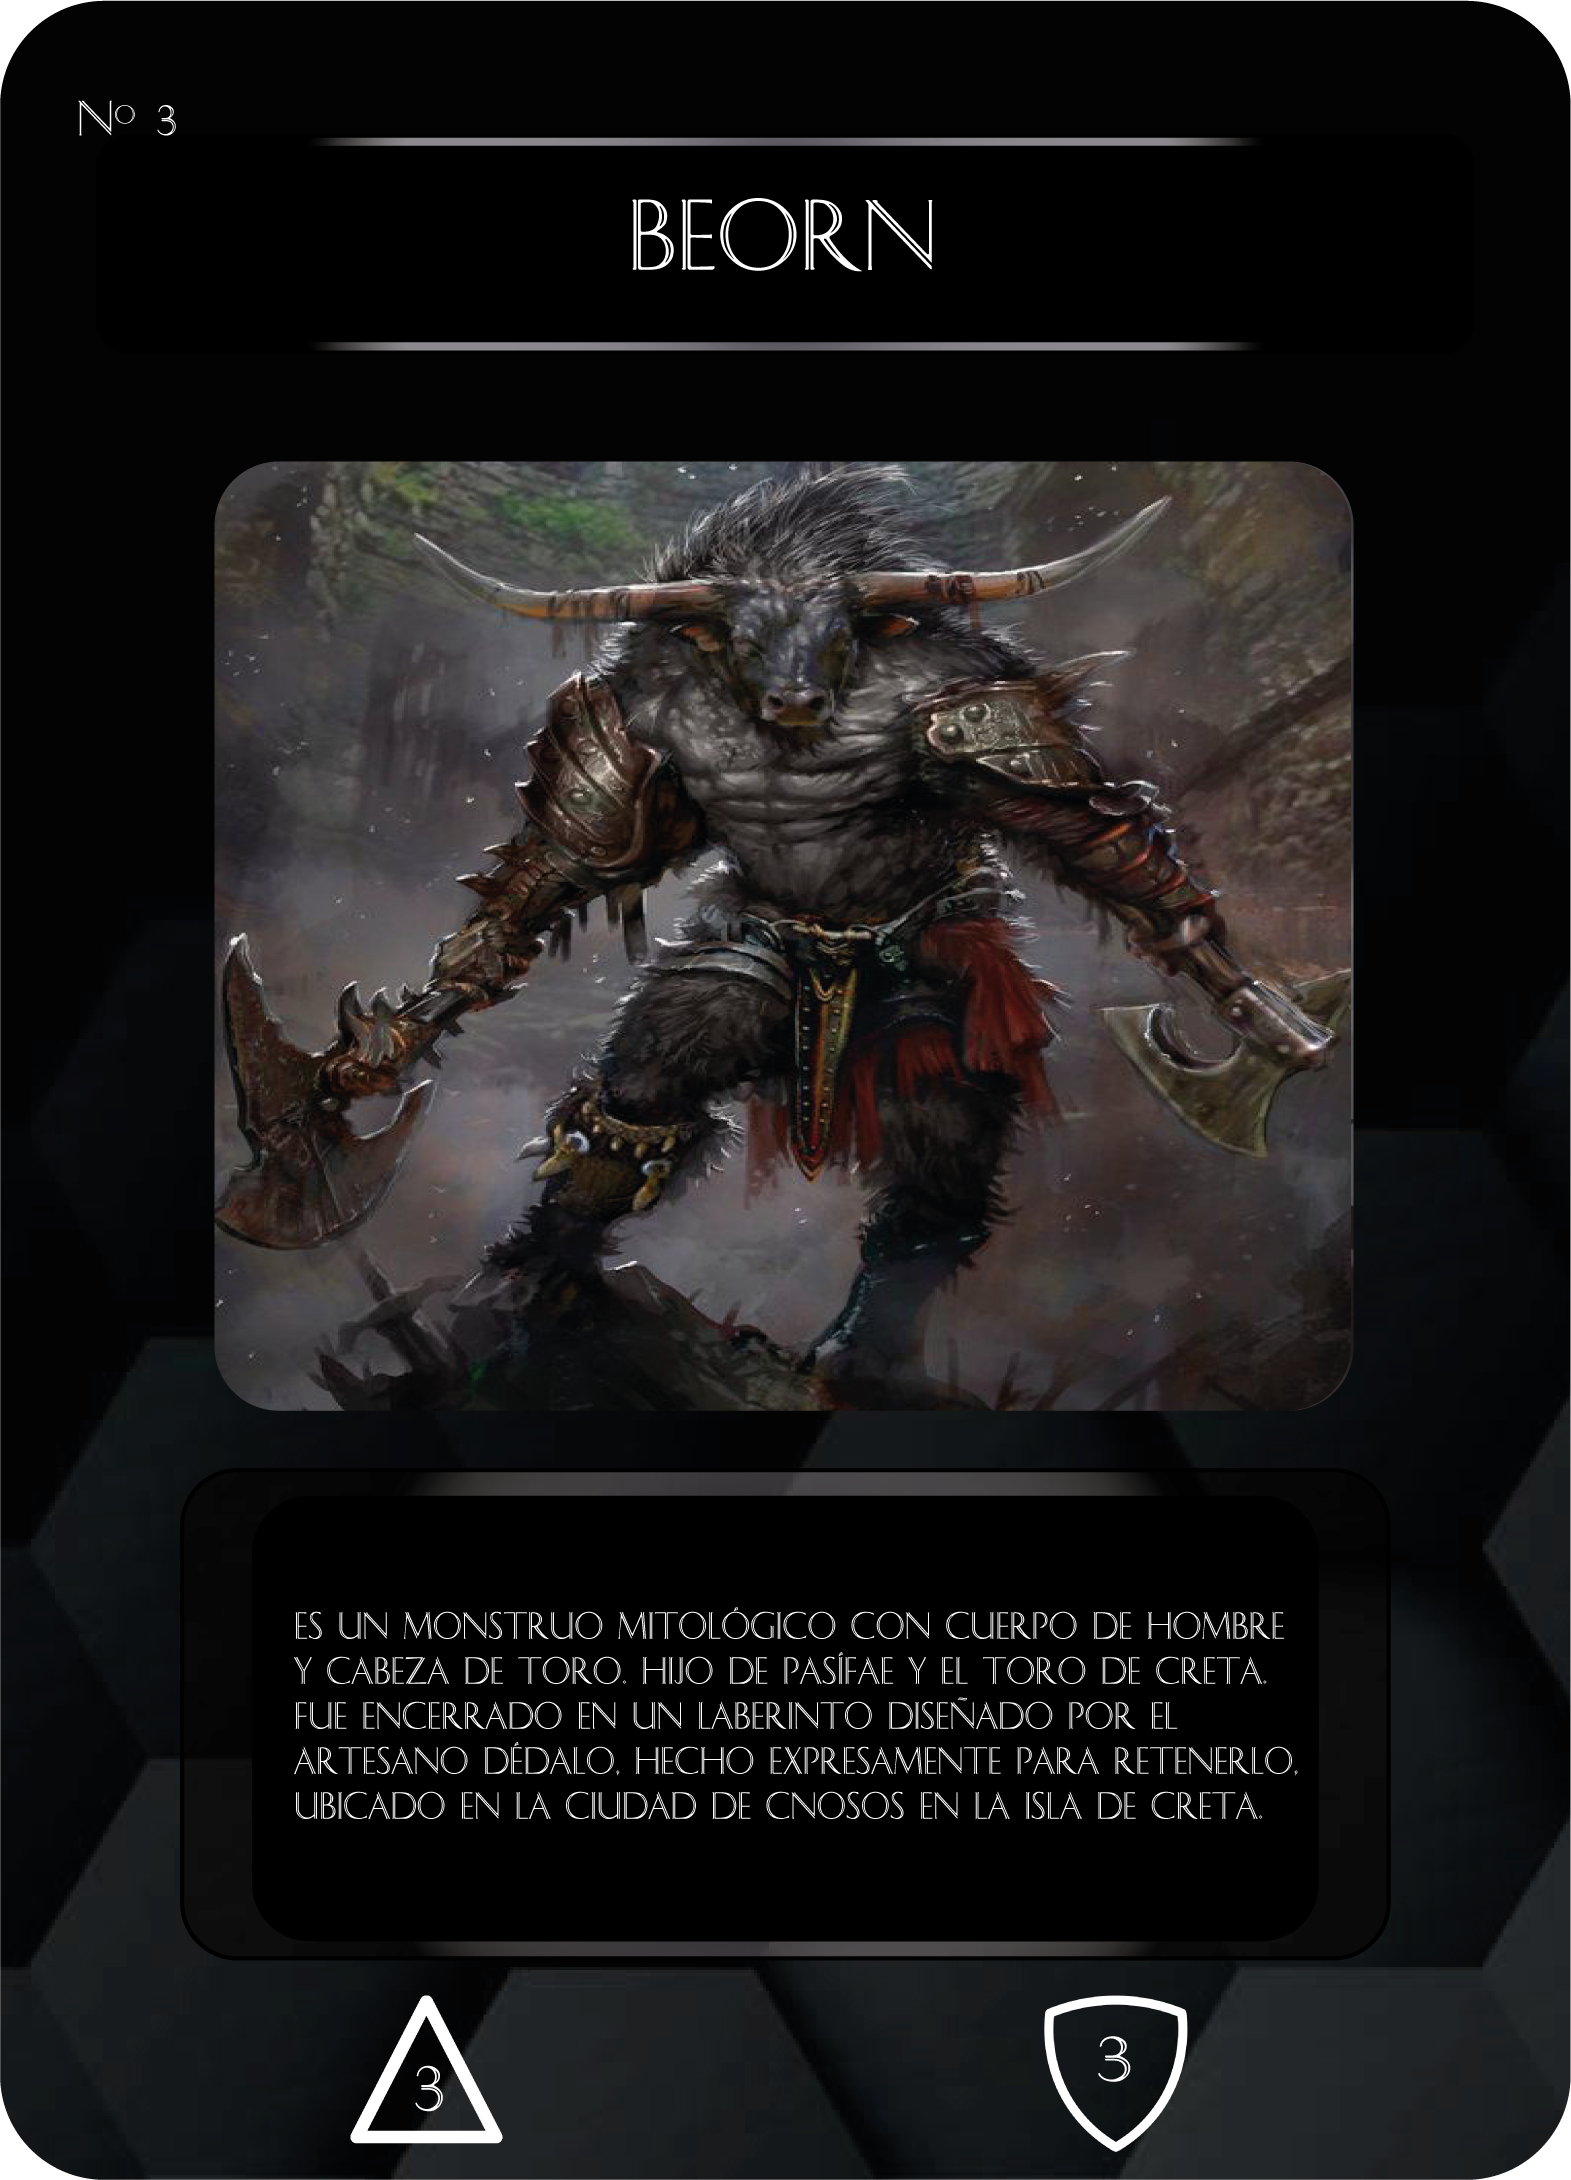 Nº 3
BEORN
ES UN MONSTRUO MITOLÓGICO CON CUERPO DE HOMBRE
Y CABEZA DE TORO. HIJO DE PASÍFAE Y EL TORO DE CRETA.
FUE ENCERRADO EN UN LABERINTO DISEÑADO POR EL
ARTESANO DÉDALO, HECHO EXPRESAMENTE PARA RETENERLO,
UBICADO EN LA CIUDAD DE CNOSOS EN LA ISLA DE CRETA.
3
3